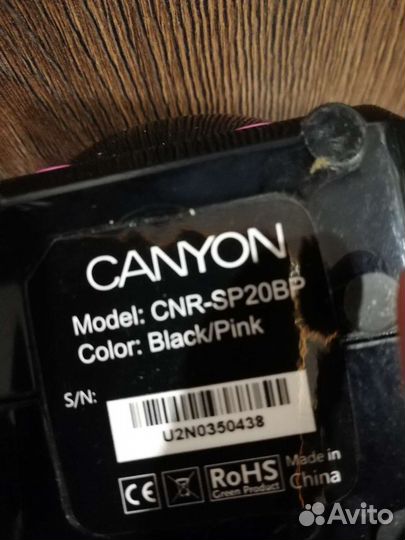 CANYON
Model: CNR-SP20BP
Color: Black/Pink
S/N:
U2N0350438
CE
RoHS
Green Product
Made in
China
Avito